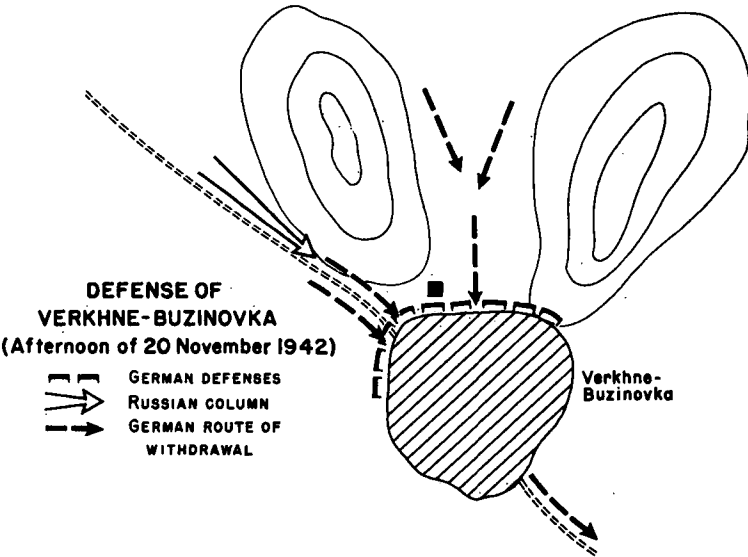 DEFENSE OF
VERKHNE-BUZINOVKA
(Afternoon of 20 November 1942)
GERMAN DEFENSES
RUSSIAN COLUMN
GERMAN ROUTE OF
WITHDRAWAL
Verkhne-
Buzinovka